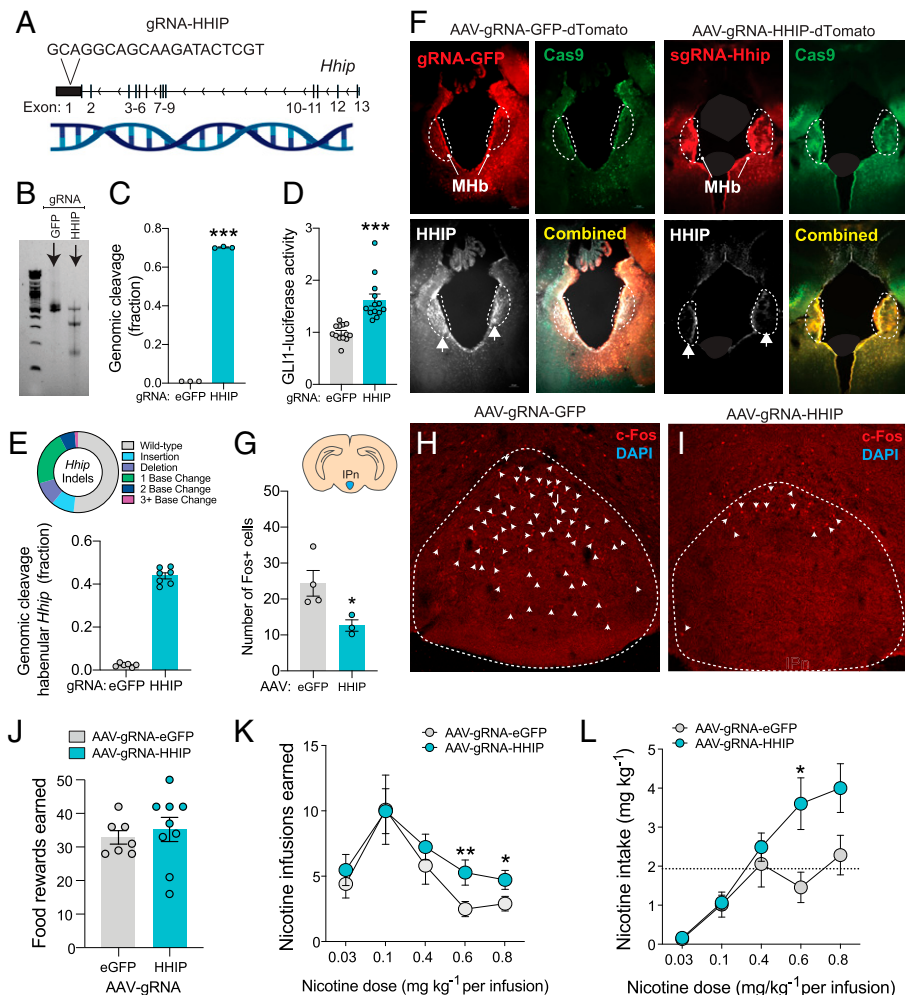 A
gRNA-HHIP
GCAGGCAGCAAGATACTCGT
Hhip
Exon: 1 2 3-6 7-9 10-11 12 13
B
gRNA
GFP
HHIP
C
***
Genomic cleavage
(fraction)
0.8
0.6
0.4
0.2
0.0
gRNA: eGFP HHIP
D
***
GLI1-luciferase activity
3
2
1
0
gRNA: eGFP HHIP
E
Hhip
Indels
Wild-type
Insertion
Deletion
1 Base Change
2 Base Change
3+ Base Change
Genomic cleavage
habenular Hhip (fraction)
0.6
0.4
0.2
0.0
gRNA: eGFP HHIP
F
AAV-gRNA-GFP-dTomato
AAV-gRNA-HHIP-dTomato
gRNA-GFP
Cas9
sgRNA-Hhip
Cas9
MHb
MHb
HHIP
Combined
HHIP
Combined
G
IPn
Number of Fos+ cells
50
40
30
20
10
0
*
AAV: eGFP HHIP
H
AAV-gRNA-GFP
c-Fos
DAPI
I
AAV-gRNA-HHIP
c-Fos
DAPI
IPn
J
AAV-gRNA-eGFP
AAV-gRNA-HHIP
Food rewards earned
50
40
30
20
10
0
eGFP HHIP
AAV-gRNA
K
AAV-gRNA-eGFP
AAV-gRNA-HHIP
Nicotine infusions earned
15
10
5
0
**
*
0.03 0.1 0.4 0.6 0.8
Nicotine dose (mg kg-1 per infusion)
L
AAV-gRNA-eGFP
AAV-gRNA-HHIP
Nicotine intake (mg kg-1)
5
4
3
2
1
0
*
0.03 0.1 0.4 0.6 0.8
Nicotine dose (mg/kg-1 per infusion)